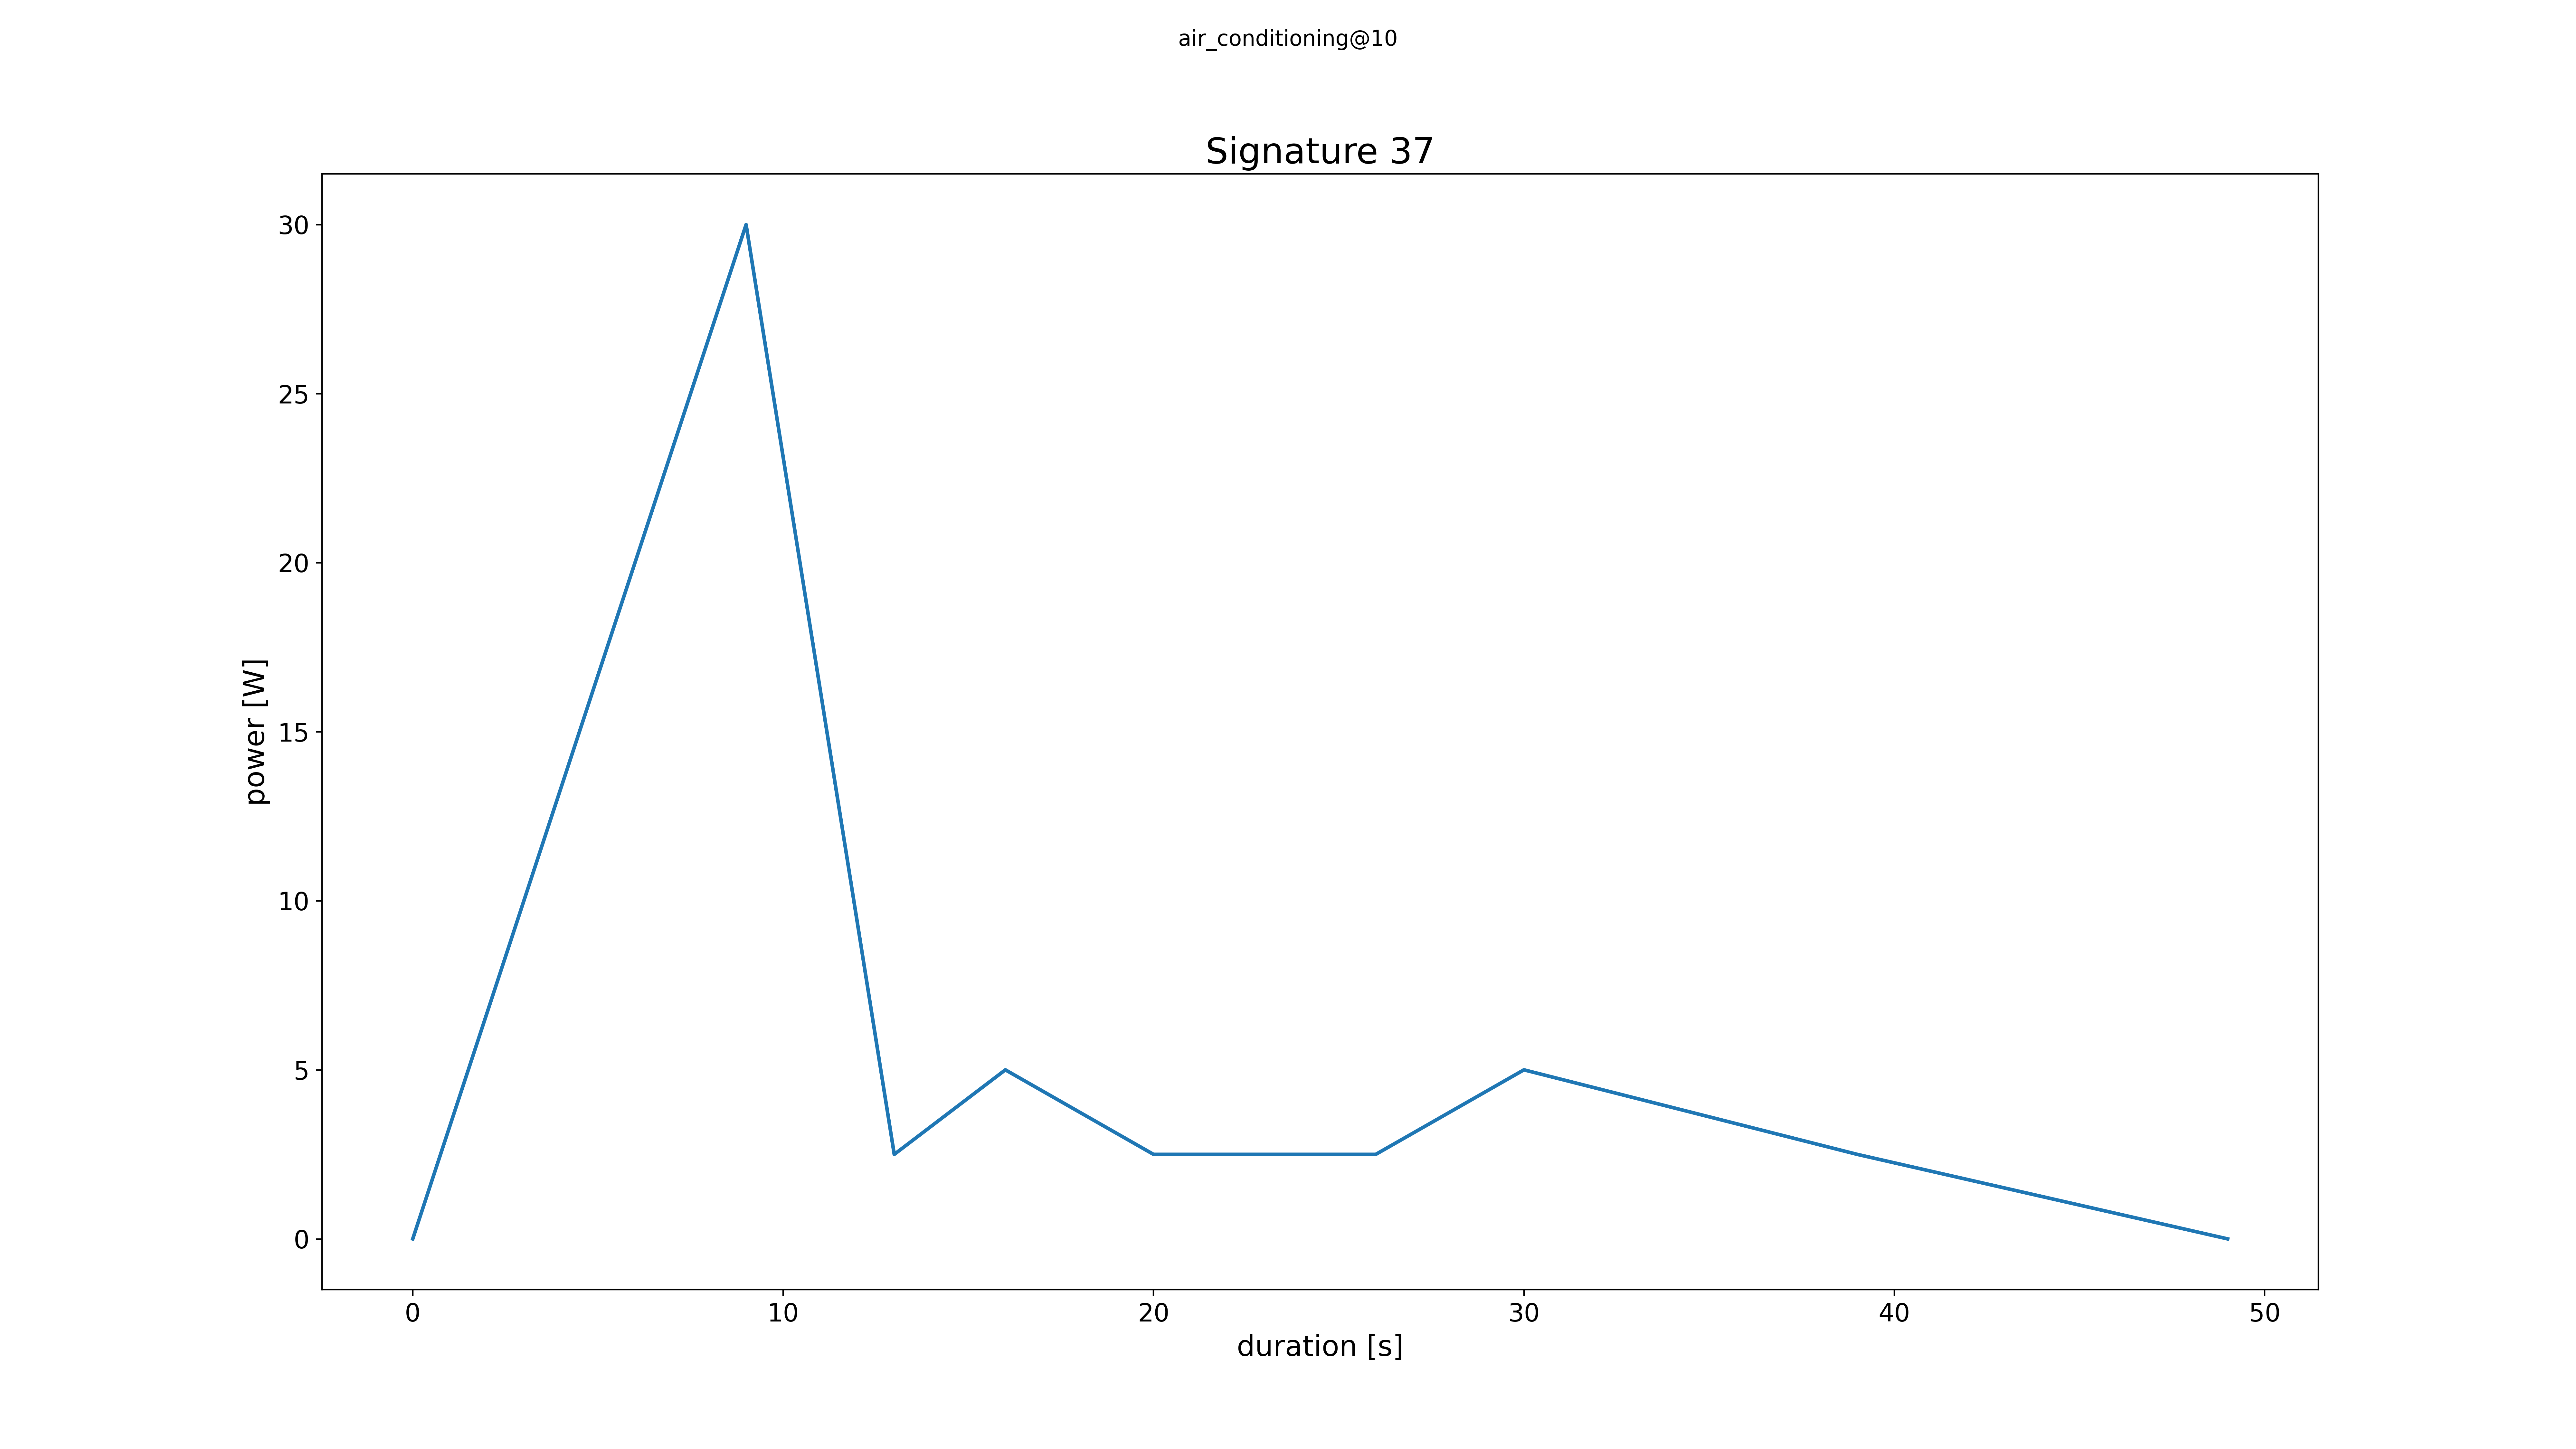 air_conditioning@10
Signature 37
30
25
20
15
10
5
0
power [W]
0 10 20 30 40 50
duration [s]